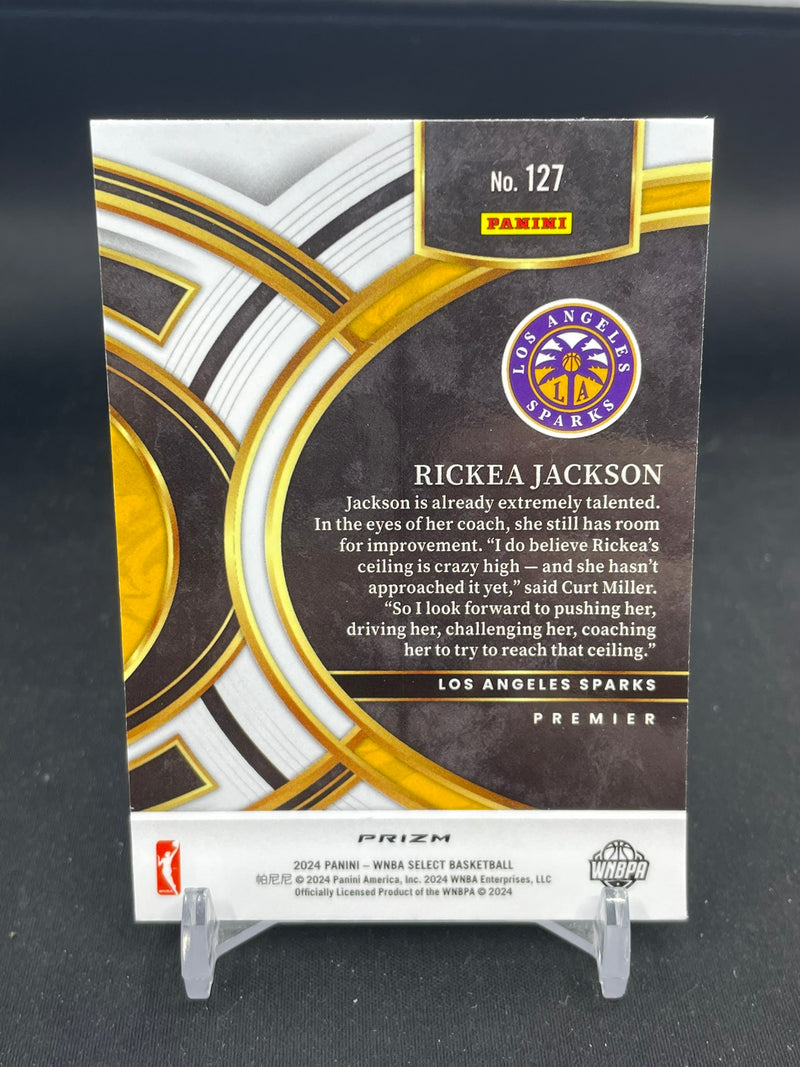 No. 127
PANINI
LOS ANGELES
LA
SPARKS
RICKEA JACKSON
Jackson is already extremely talented.
In the eyes of her coach, she still has room
for improvement. “I do believe Rickea’s
ceiling is crazy high — and she hasn’t
approached it yet,” said Curt Miller.
“So I look forward to pushing her,
driving her, challenging her, coaching
her to try to reach that ceiling.”
LOS ANGELES SPARKS
PREMIER
PRIZM
2024 PANINI – WNBA SELECT BASKETBALL
帕尼尼 © 2024 Panini America, Inc. 2024 WNBA Enterprises, LLC
Officially Licensed Product of the WNBPA © 2024
WNBPA